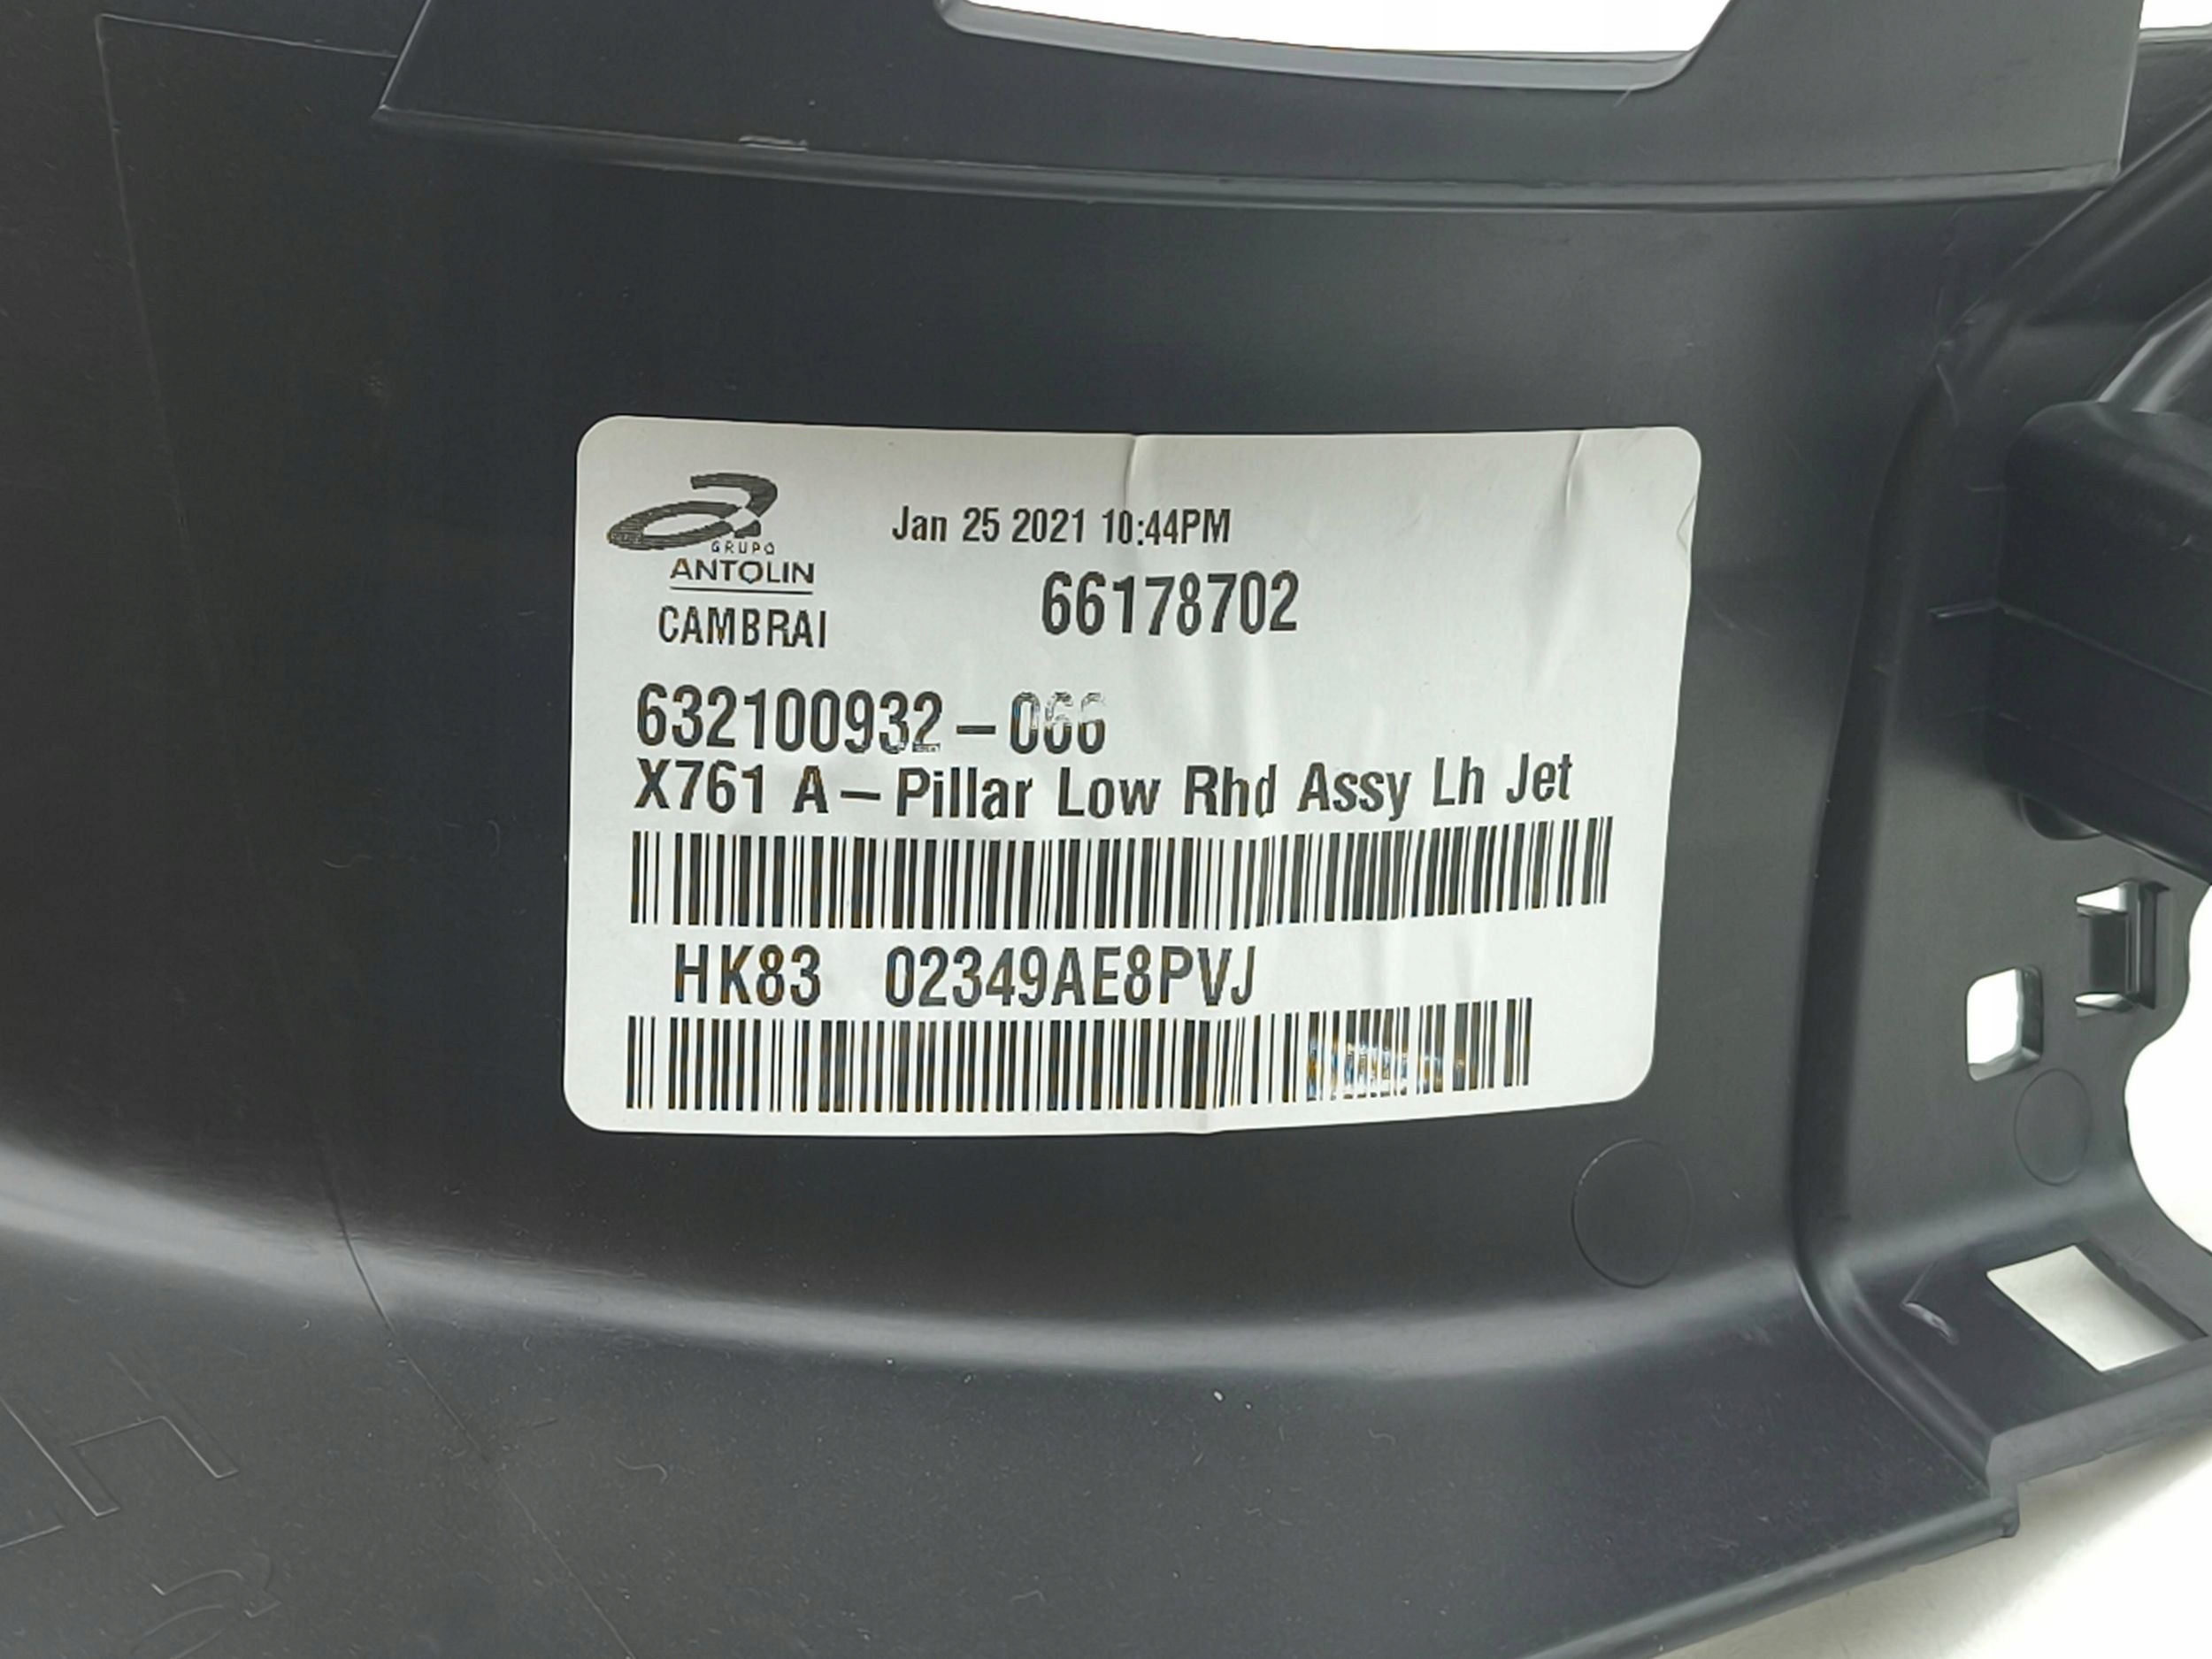 GRUPO
ANTOLIN
CAMBRAI
Jan 25 2021 10:44PM
66178702
632100932-066
X761 A-Pillar Low Rhd Assy Lh Jet
HK83 02349AE8PVJ